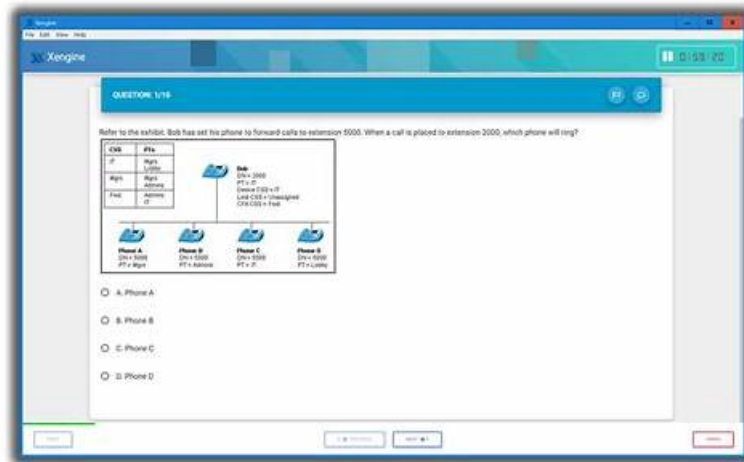 Xengine
File Edit View Help
Xengine
0:59:20
QUESTION: 1/16
Refer to the exhibit. Bob has set his phone to forward calls to extension 5000. When a call is placed to extension 2000, which phone will ring?
CSS PTs
IT Mgrs
Lobby
Mgrs Mgrs
Admins
Fwd Admins
IT
Bob
DN = 2000
PT = IT
Device CSS = IT
Line CSS = Unassigned
CFA CSS = Fwd
Phone A Phone B Phone C Phone D
DN = 5000 DN = 5000 DN = 5000 DN = 5000
PT = Mgrs PT = Admins PT = IT PT = Lobby
A. Phone A
B. Phone B
C. Phone C
D. Phone D